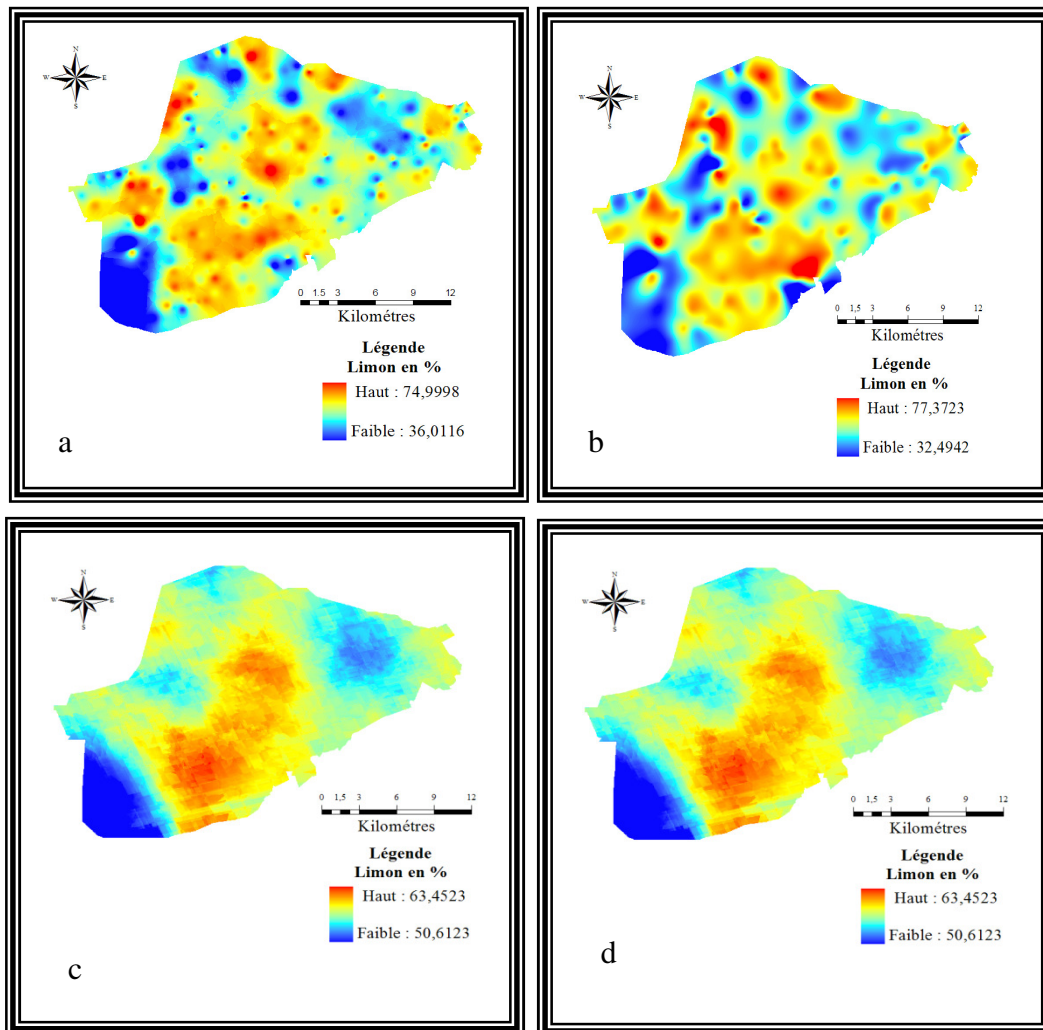 N
W E
S
0 1.5 3 6 9 12
Kilométres
Légende
Limon en %
Haut : 74,9998
Faible : 36,0116
a
N
W E
S
0 1,5 3 6 9 12
Kilométres
Légende
Limon en %
Haut : 77,3723
Faible : 32,4942
b
N
W E
S
0 1,5 3 6 9 12
Kilométres
Légende
Limon en %
Haut : 63,4523
Faible : 50,6123
c
N
W E
S
0 1,5 3 6 9 12
Kilométres
Légende
Limon en %
Haut : 63,4523
Faible : 50,6123
d